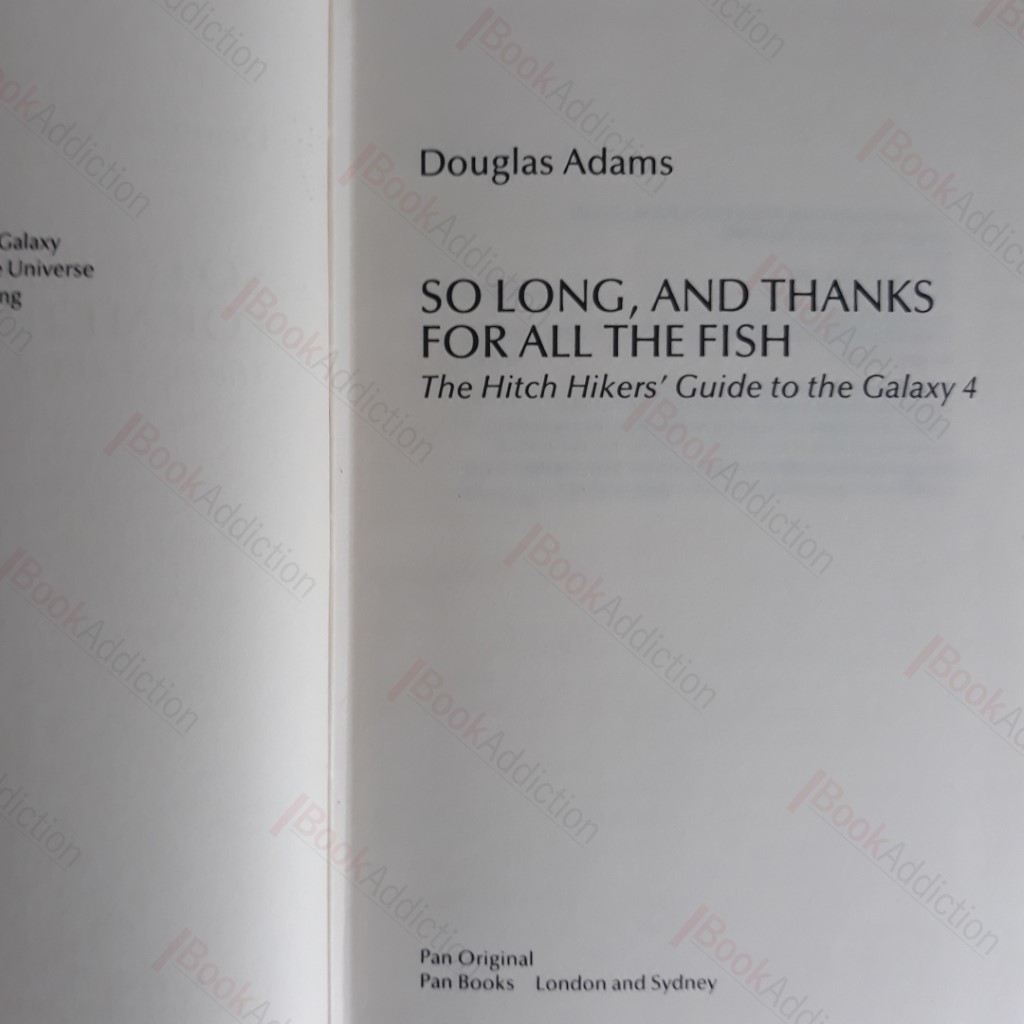 Galaxy
Universe
ng
Douglas Adams
SO LONG, AND THANKS
FOR ALL THE FISH
The Hitch Hikers' Guide to the Galaxy 4
Pan Original
Pan Books London and Sydney
BookAddiction